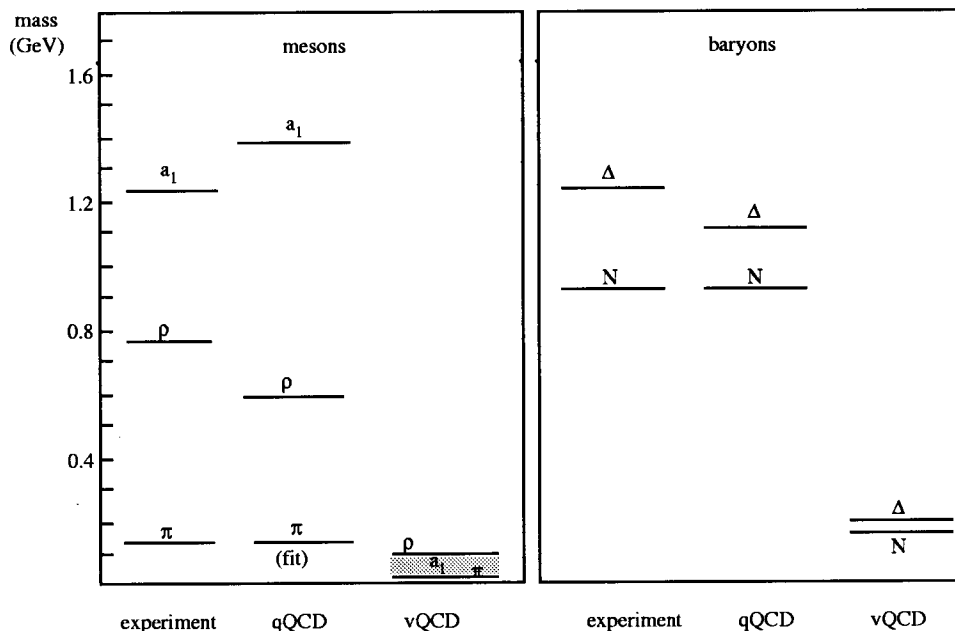 mass
(GeV)
mesons
baryons
1.6
1.2
0.8
0.4
a1
ρ
π
a1
ρ
π
(fit)
ρ
a1
π
Δ
N
Δ
N
Δ
N
experiment qQCD vQCD
experiment qQCD vQCD